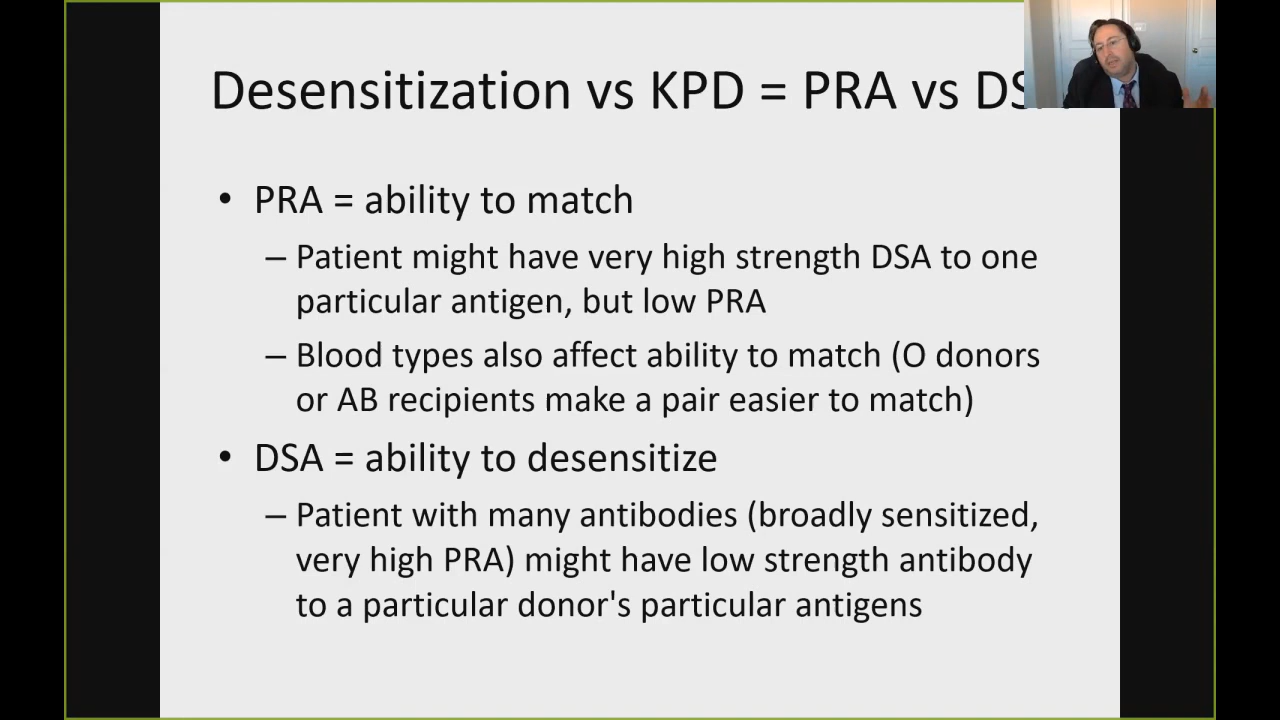 Desensitization vs KPD = PRA vs
• PRA = ability to match
– Patient might have very high strength DSA to one
particular antigen, but low PRA
– Blood types also affect ability to match (O donors
or AB recipients make a pair easier to match)
• DSA = ability to desensitize
– Patient with many antibodies (broadly sensitized,
very high PRA) might have low strength antibody
to a particular donor's particular antigens